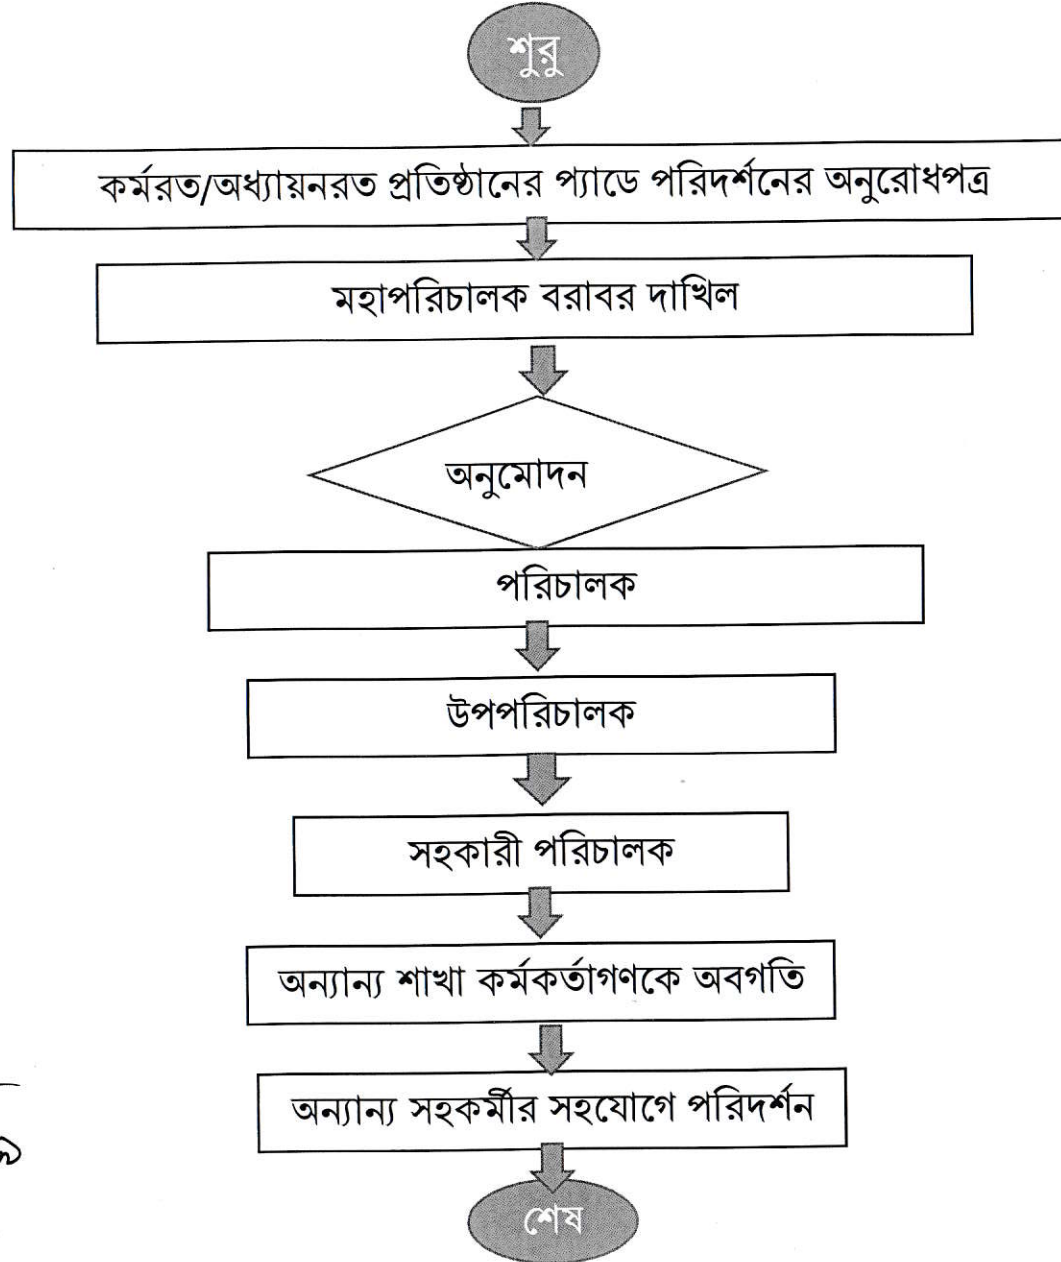 শুরু
কর্মরত/অধ্যায়নরত প্রতিষ্ঠানের প্যাডে পরিদর্শনের অনুরোধপত্র
মহাপরিচালক বরাবর দাখিল
অনুমোদন
পরিচালক
উপপরিচালক
সহকারী পরিচালক
অন্যান্য শাখা কর্মকর্তাগণকে অবগতি
অন্যান্য সহকর্মীর সহযোগে পরিদর্শন
শেষ